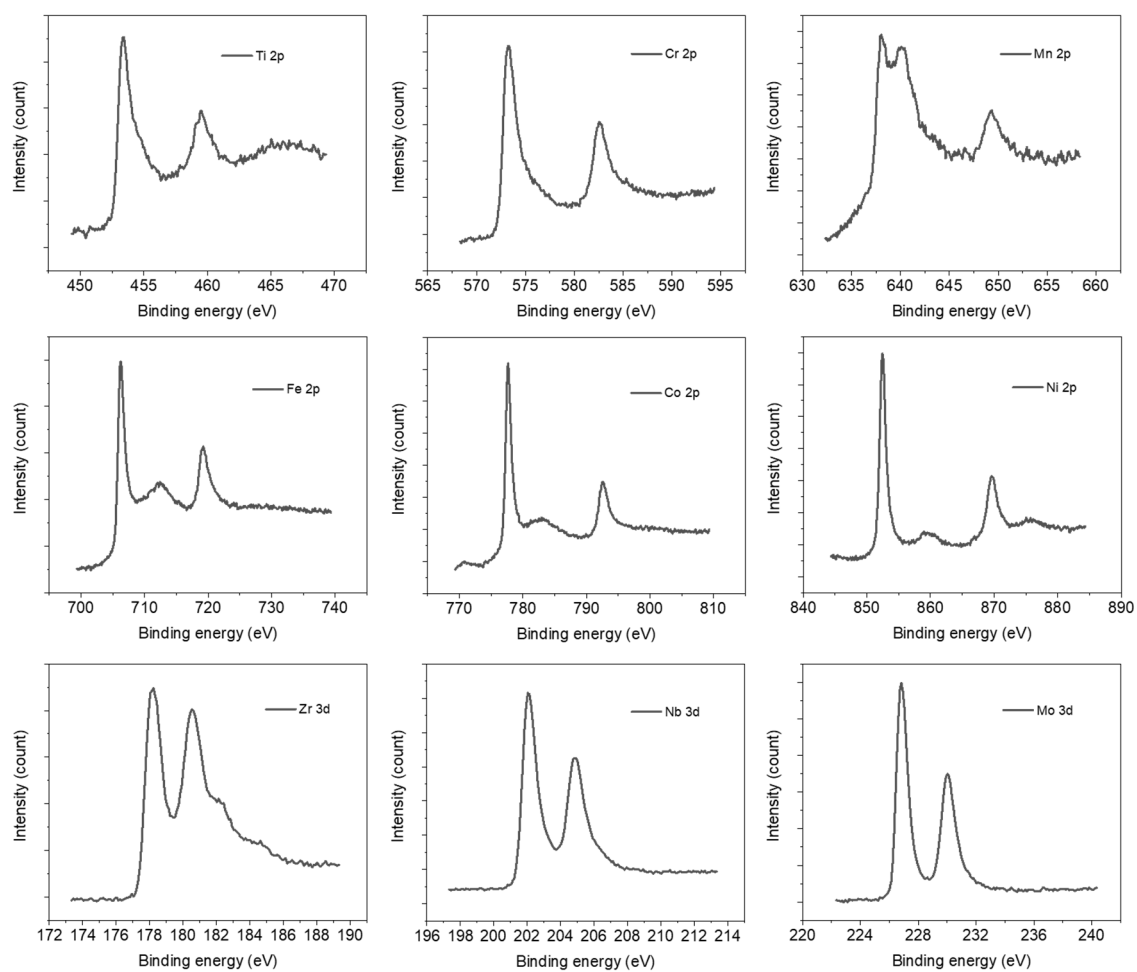 Ti 2p
Intensity (count)
450 455 460 465 470
Binding energy (eV)
Cr 2p
Intensity (count)
565 570 575 580 585 590 595
Binding energy (eV)
Mn 2p
Intensity (count)
630 635 640 645 650 655 660
Binding energy (eV)
Fe 2p
Intensity (count)
700 710 720 730 740
Binding energy (eV)
Co 2p
Intensity (count)
770 780 790 800 810
Binding energy (eV)
Ni 2p
Intensity (count)
840 850 860 870 880 890
Binding energy (eV)
Zr 3d
Intensity (count)
172 174 176 178 180 182 184 186 188 190
Binding energy (eV)
Nb 3d
Intensity (count)
196 198 200 202 204 206 208 210 212 214
Binding energy (eV)
Mo 3d
Intensity (count)
220 224 228 232 236 240
Binding energy (eV)